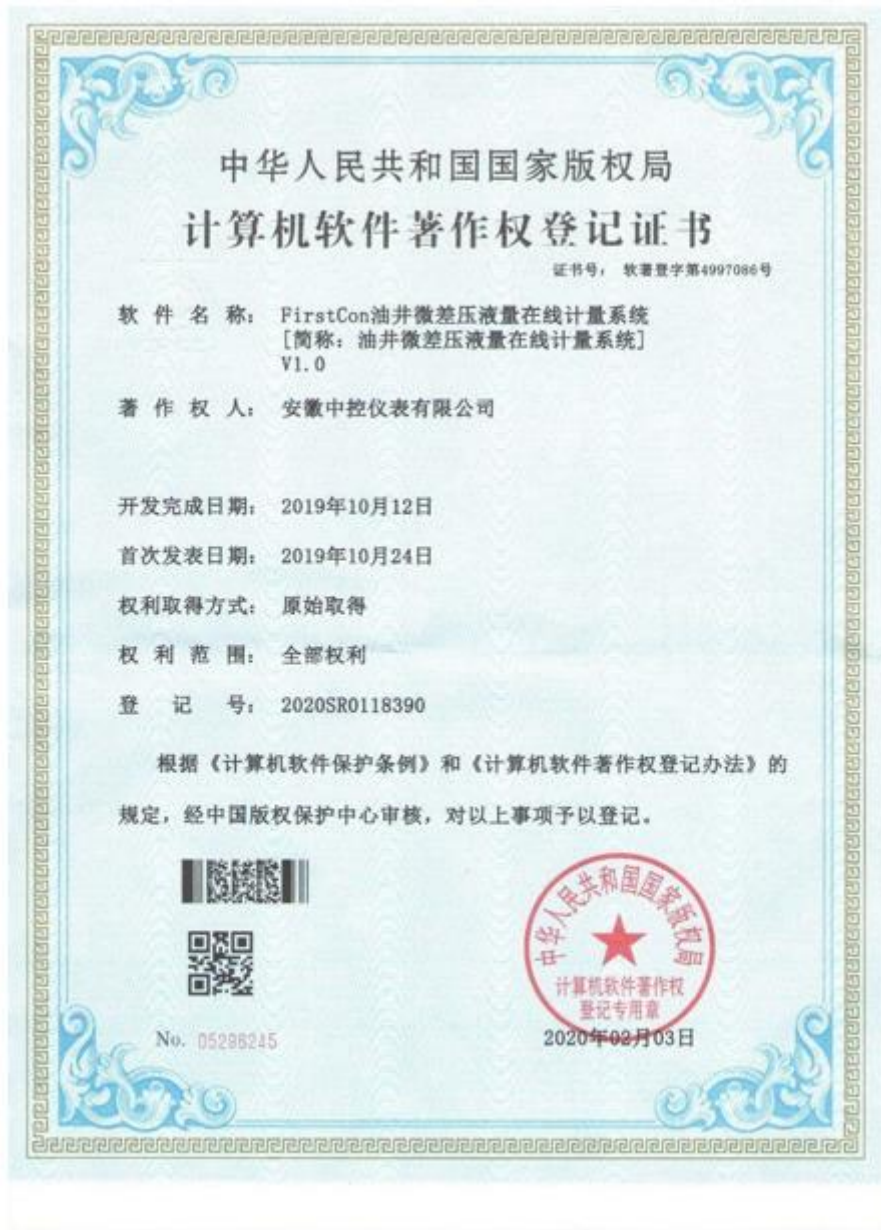 中华人民共和国国家版权局
计算机软件著作权登记证书
证书号： 软著登字第4997086号
软件名称： FirstCon油井微差压液量在线计量系统
[简称：油井微差压液量在线计量系统]
V1.0
著作权人： 安徽中控仪表有限公司
开发完成日期： 2019年10月12日
首次发表日期： 2019年10月24日
权利取得方式： 原始取得
权利范围： 全部权利
登记号： 2020SR0118390
根据《计算机软件保护条例》和《计算机软件著作权登记办法》的
规定，经中国版权保护中心审核，对以上事项予以登记。
中华人民共和国国家版权局
计算机软件著作权
登记专用章
No. 05296245
2020年02月03日